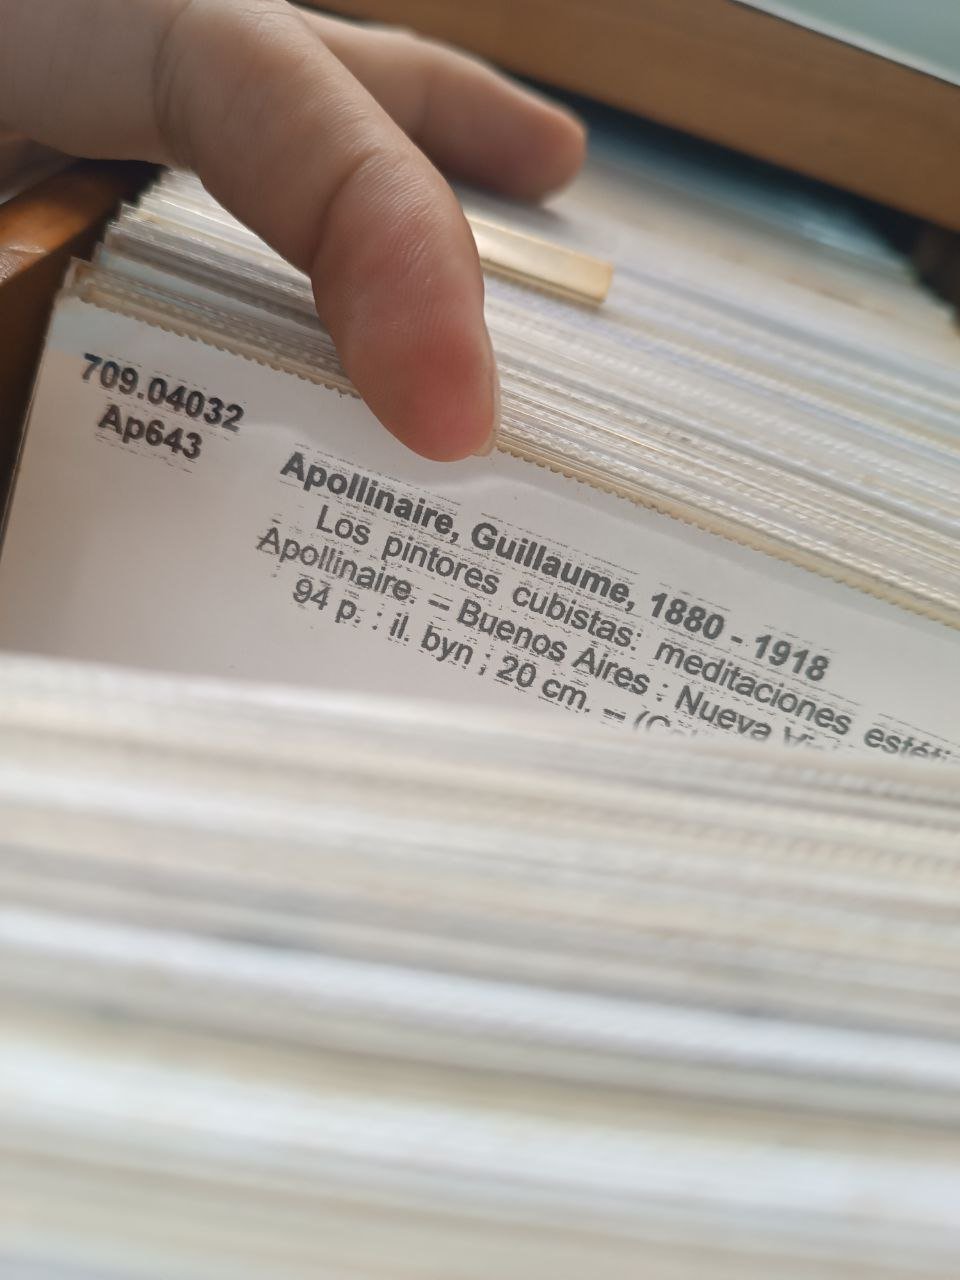 709.04032
Ap643
Apollinaire, Guillaume, 1880 - 1918
Los pintores cubistas: meditaciones
Apollinaire. -- Buenos Aires : Nueva
94 p. : il. byn ; 20 cm. --